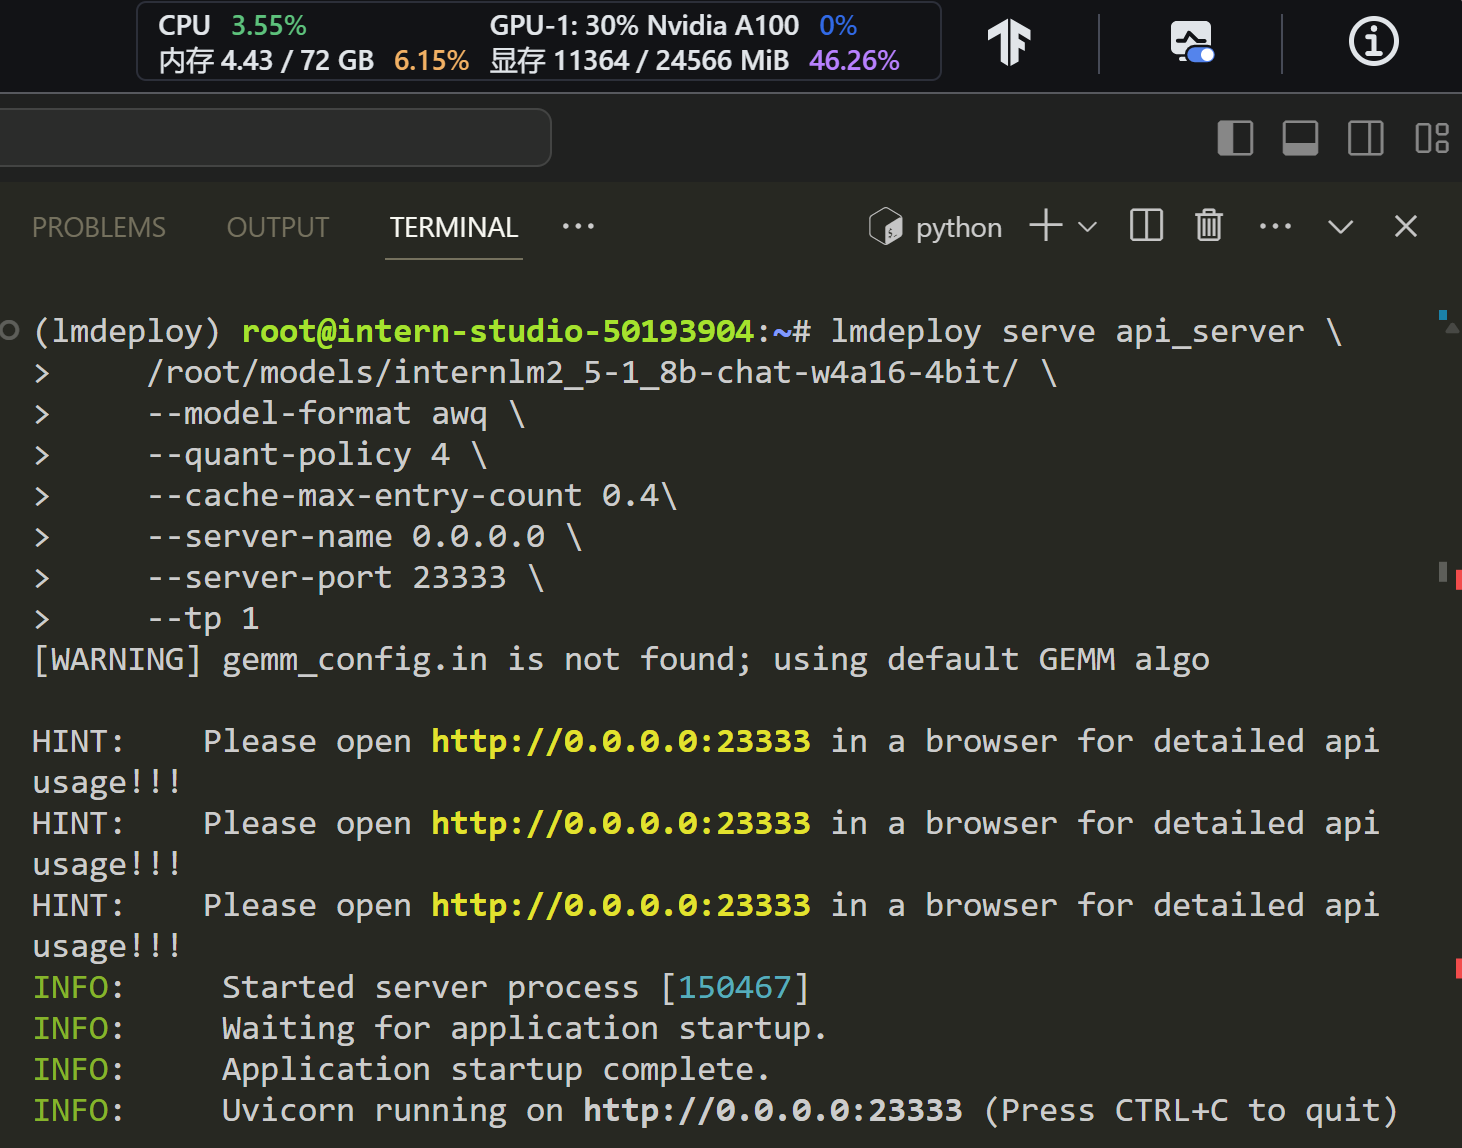 CPU 3.55% GPU-1: 30% Nvidia A100 0%
内存 4.43 / 72 GB 6.15% 显存 11364 / 24566 MiB 46.26%
PROBLEMS OUTPUT TERMINAL ··· python
(lmdeploy) root@intern-studio-50193904:~# lmdeploy serve api_server \
> /root/models/internlm2_5-1_8b-chat-w4a16-4bit/ \
> --model-format awq \
> --quant-policy 4 \
> --cache-max-entry-count 0.4\
> --server-name 0.0.0.0 \
> --server-port 23333 \
> --tp 1
[WARNING] gemm_config.in is not found; using default GEMM algo
HINT: Please open http://0.0.0.0:23333 in a browser for detailed api
usage!!!
HINT: Please open http://0.0.0.0:23333 in a browser for detailed api
usage!!!
HINT: Please open http://0.0.0.0:23333 in a browser for detailed api
usage!!!
INFO: Started server process [150467]
INFO: Waiting for application startup.
INFO: Application startup complete.
INFO: Uvicorn running on http://0.0.0.0:23333 (Press CTRL+C to quit)